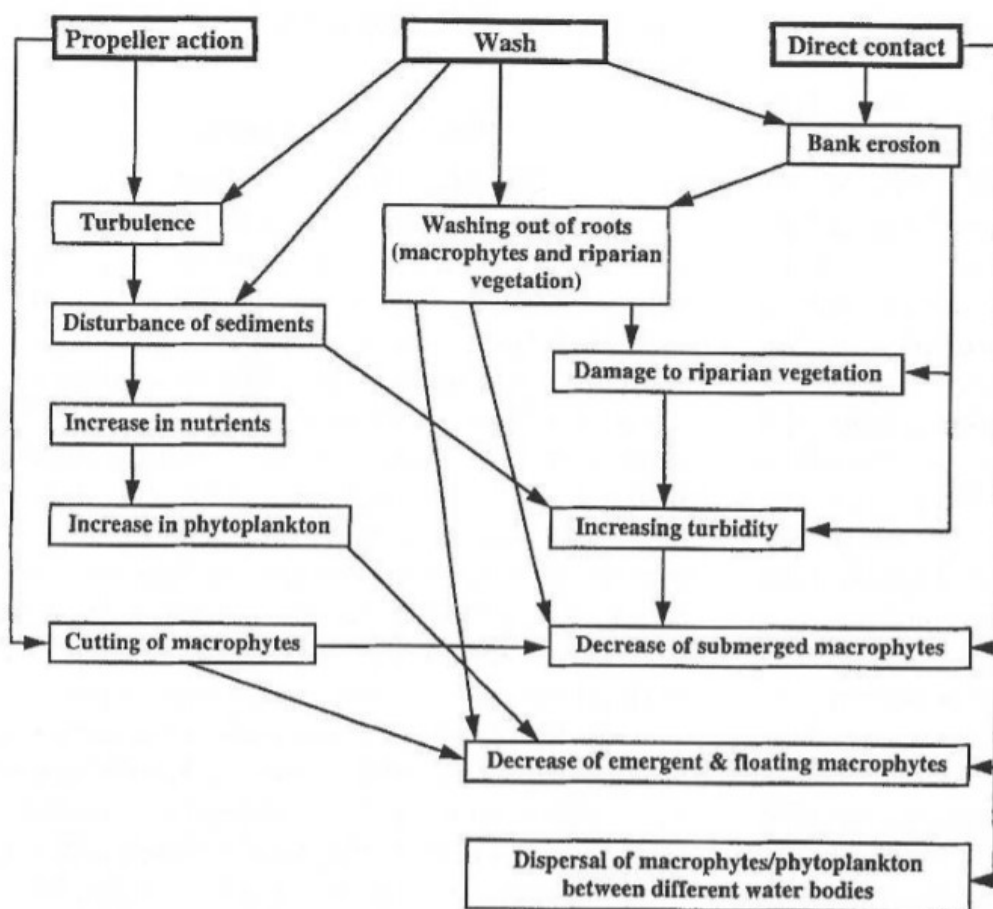 Propeller action
Wash
Direct contact
Bank erosion
Turbulence
Washing out of roots
(macrophytes and riparian
vegetation)
Disturbance of sediments
Damage to riparian vegetation
Increase in nutrients
Increase in phytoplankton
Increasing turbidity
Cutting of macrophytes
Decrease of submerged macrophytes
Decrease of emergent & floating macrophytes
Dispersal of macrophytes/phytoplankton
between different water bodies